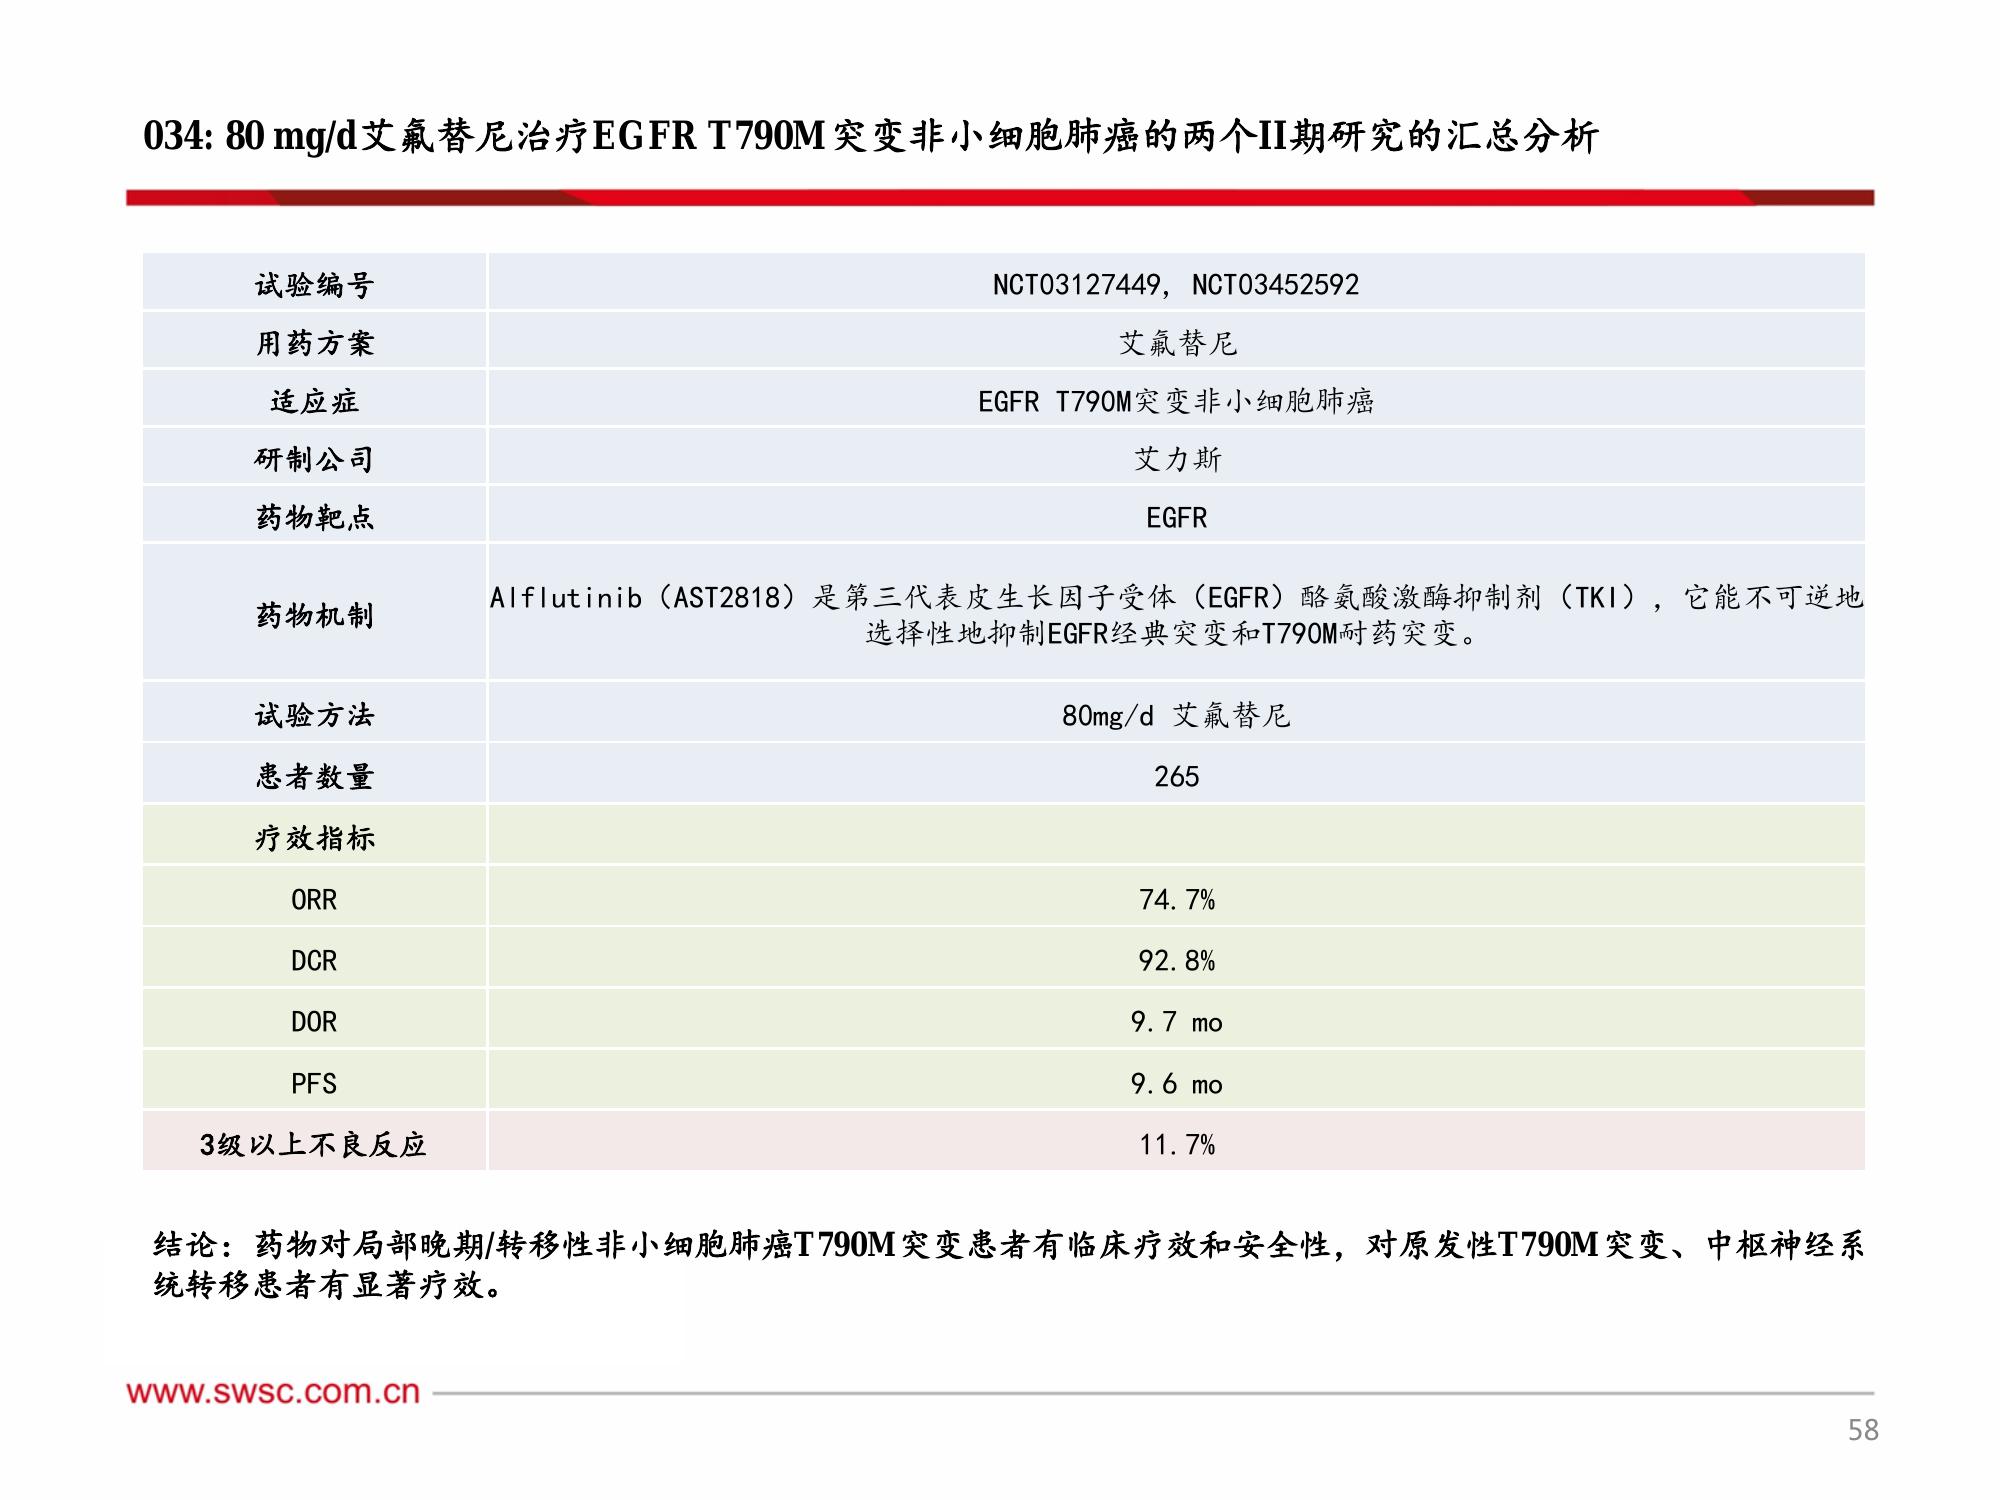 034: 80 mg/d艾氟替尼治疗EGFR T790M突变非小细胞肺癌的两个II期研究的汇总分析
试验编号 NCT03127449, NCT03452592
用药方案 艾氟替尼
适应症 EGFR T790M突变非小细胞肺癌
研制公司 艾力斯
药物靶点 EGFR
药物机制 Alflutinib（AST2818）是第三代表皮生长因子受体（EGFR）酪氨酸激酶抑制剂（TKI），它能不可逆地
选择性地抑制EGFR经典突变和T790M耐药突变。
试验方法 80mg/d 艾氟替尼
患者数量 265
疗效指标
ORR 74.7%
DCR 92.8%
DOR 9.7 mo
PFS 9.6 mo
3级以上不良反应 11.7%
结论：药物对局部晚期/转移性非小细胞肺癌T790M突变患者有临床疗效和安全性，对原发性T790M突变、中枢神经系
统转移患者有显著疗效。
www.swsc.com.cn
58